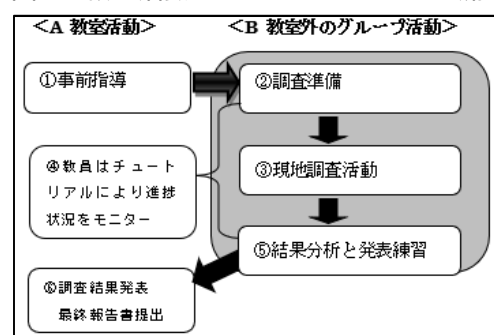 <A 教室活動>
<B 教室外のグループ活動>
①事前指導
②調査準備
④教員はチュート
リアルにより進捗
状況をモニター
③現地調査活動
⑤結果分析と発表練習
⑥調査結果発表
最終報告書提出